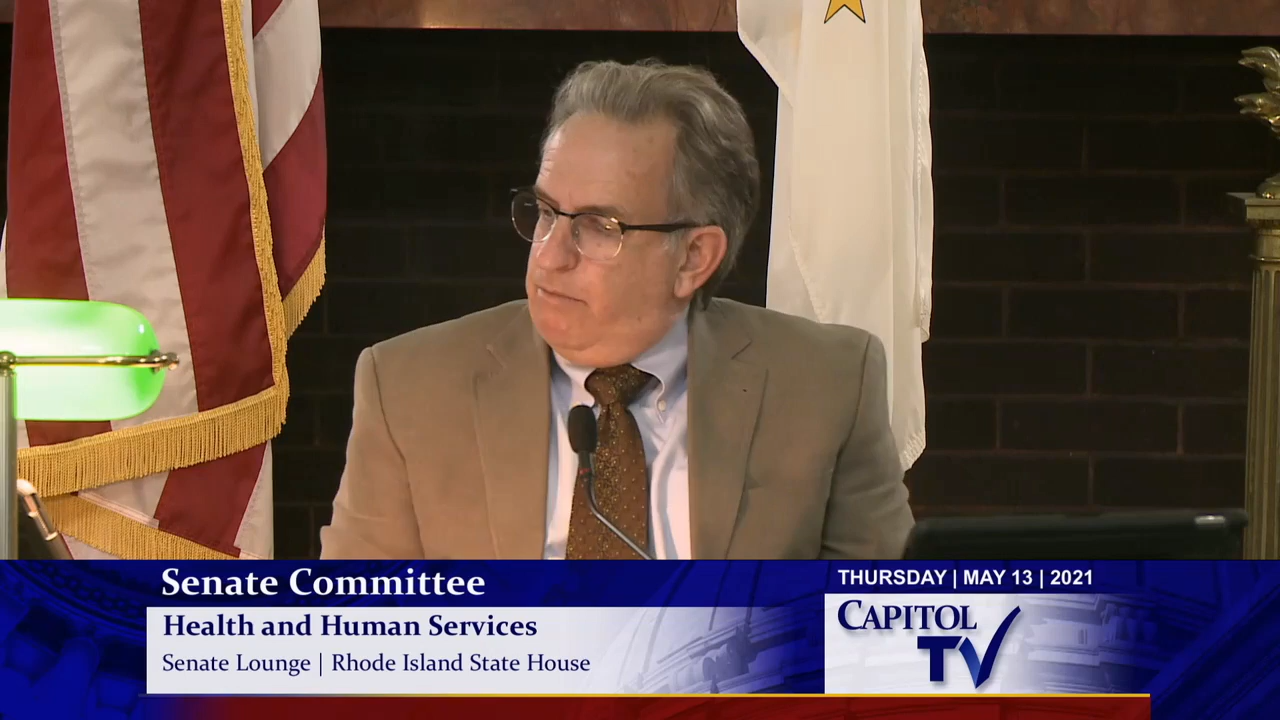 Senate Committee
Health and Human Services
Senate Lounge | Rhode Island State House
THURSDAY | MAY 13 | 2021
CAPITOL
TV